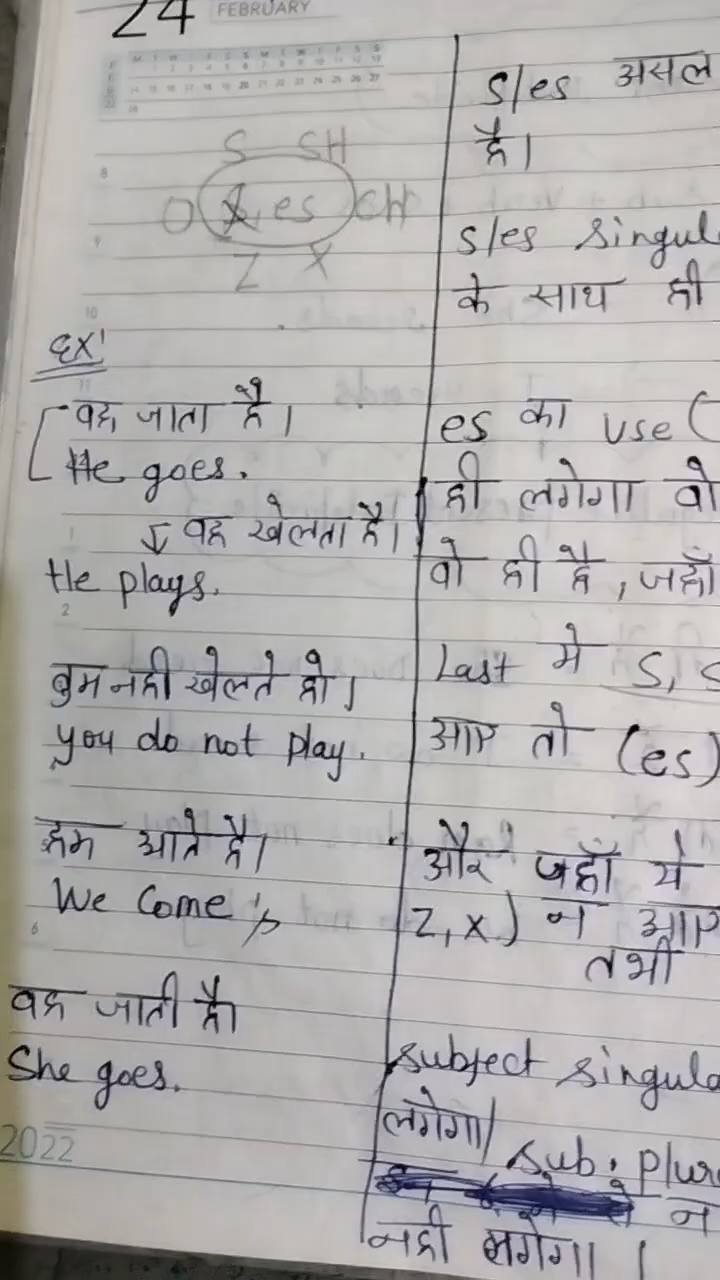 24 FEBRUARY
S SH
O es CH
Z X
Ex!
वह जाता है।
He goes.
वह खेलता है।
He plays.
तुम नही खेलते हो।
you do not play.
हम आते है।
We Come
वह जाती है।
She goes.
2022
s/es असल
है।
s/es singul
के साथ ही
es का use (
ही लगेगा वो
वो ही है, जहाँ
Last मे S, S
आए तो (es)
और जहाँ ये
Z, X) न आए
तभी
subject singula
लगेगा/ sub. plur
न
नही लगेगा।